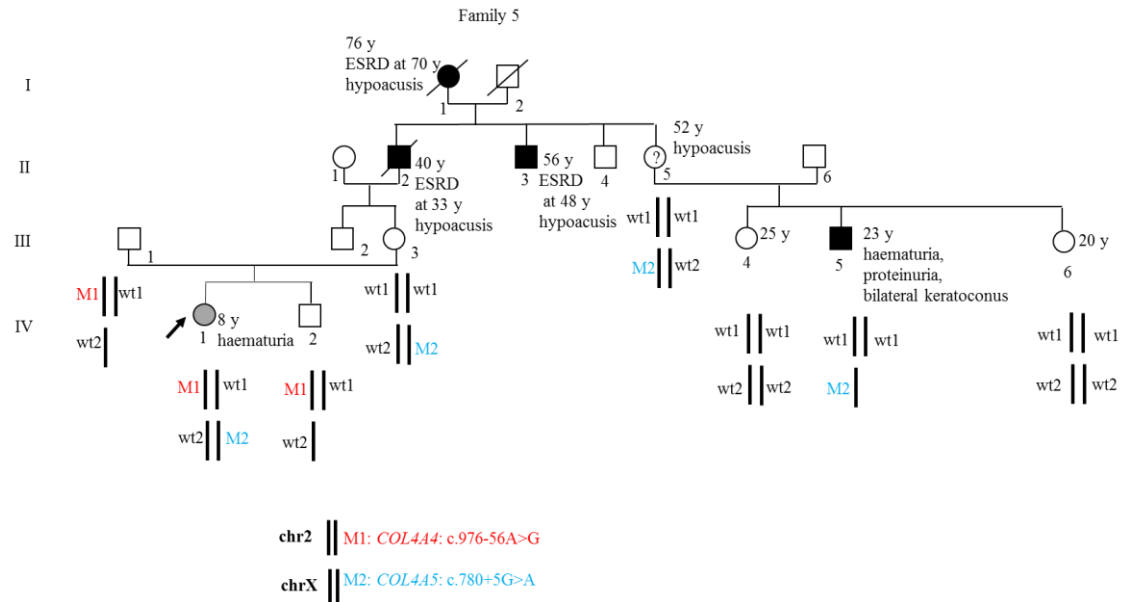 Family 5
76 y
ESRD at 70 y
hypoacusis
I
1
2
52 y
hypoacusis
II
1
2
40 y
ESRD
at 33 y
hypoacusis
3
56 y
ESRD
at 48 y
hypoacusis
4
?
5
6
III
1
2
3
wt1 wt1
M2 wt2
4
25 y
5
23 y
haematuria,
proteinuria,
bilateral keratoconus
6
20 y
M1 wt1
wt2
IV
1
8 y
haematuria
2
wt1 wt1
wt2 M2
wt1 wt1
wt2 wt2
wt1 wt1
M2
wt1 wt1
wt2 wt2
M1 wt1
wt2 M2
M1 wt1
wt2
chr2 M1: COL4A4: c.976-56A>G
chrX M2: COL4A5: c.780+5G>A